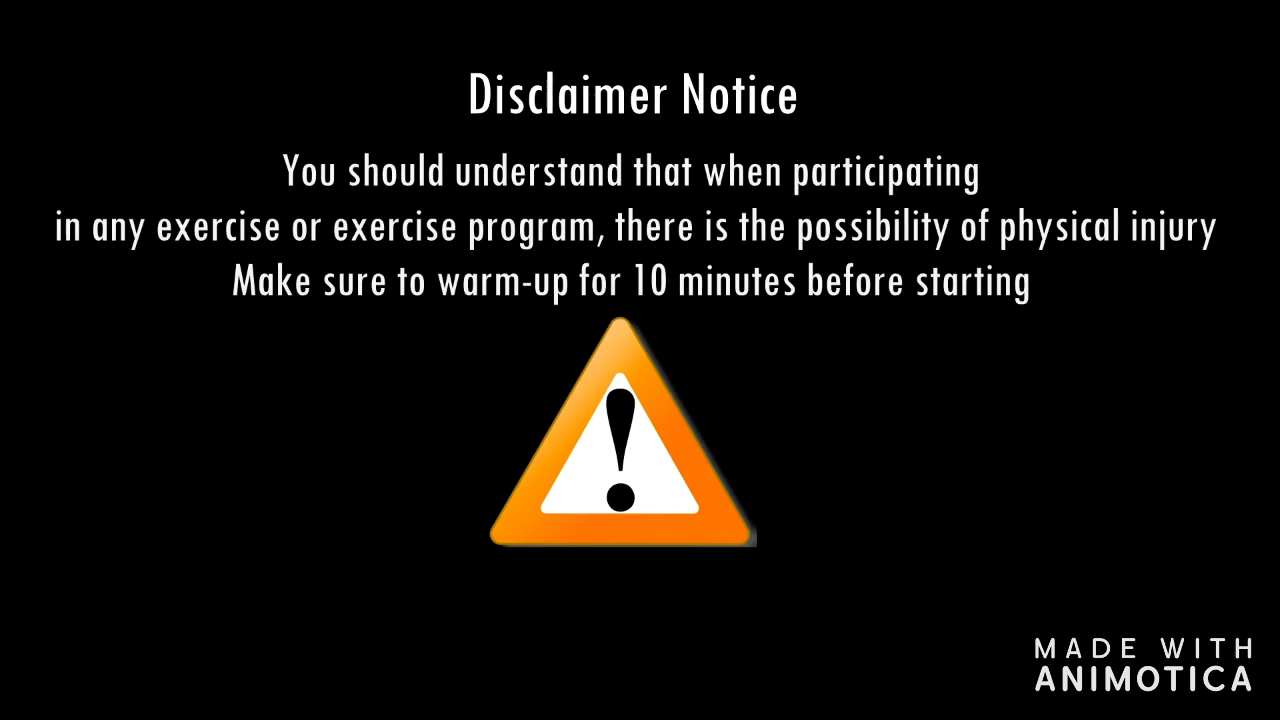 Disclaimer Notice
You should understand that when participating
in any exercise or exercise program, there is the possibility of physical injury
Make sure to warm-up for 10 minutes before starting
!
MADE WITH
ANIMOTICA